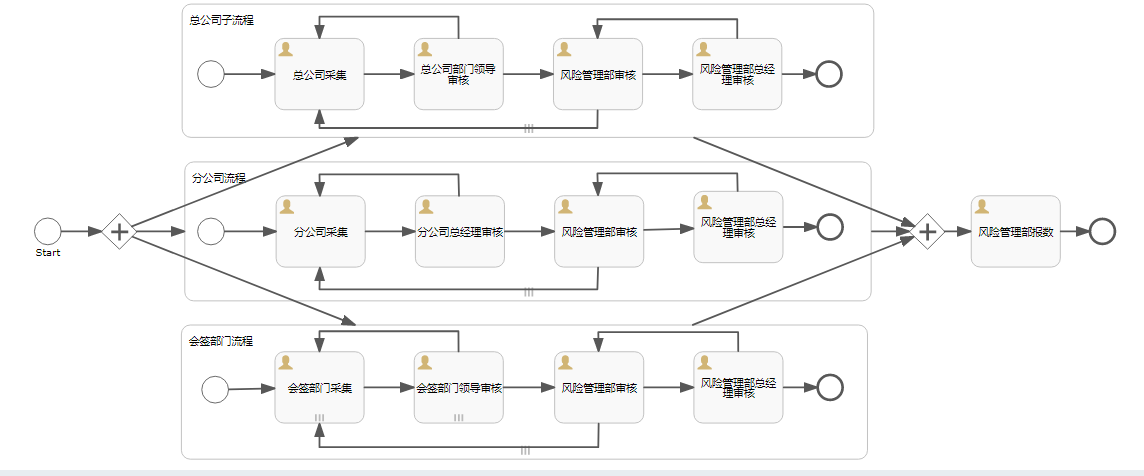 总公司子流程
总公司采集
总公司部门领导
审核
风险管理部审核
风险管理部总经
理审核
分公司流程
分公司采集
分公司总经理审核
风险管理部审核
风险管理部总经
理审核
Start
风险管理部报数
会签部门流程
会签部门采集
会签部门领导审核
风险管理部审核
风险管理部总经
理审核